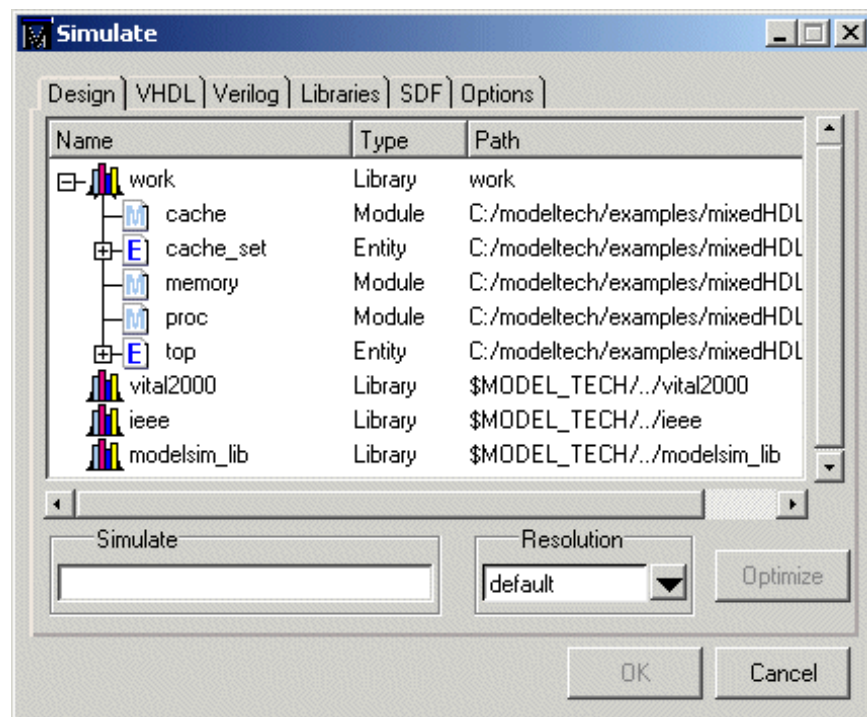 Simulate
Design VHDL Verilog Libraries SDF Options
Name Type Path
work Library work
M cache Module C:/modeltech/examples/mixedHDL
E cache_set Entity C:/modeltech/examples/mixedHDL
M memory Module C:/modeltech/examples/mixedHDL
M proc Module C:/modeltech/examples/mixedHDL
E top Entity C:/modeltech/examples/mixedHDL
vital2000 Library $MODEL_TECH/../vital2000
ieee Library $MODEL_TECH/../ieee
modelsim_lib Library $MODEL_TECH/../modelsim_lib
Simulate Resolution
default Optimize
OK Cancel